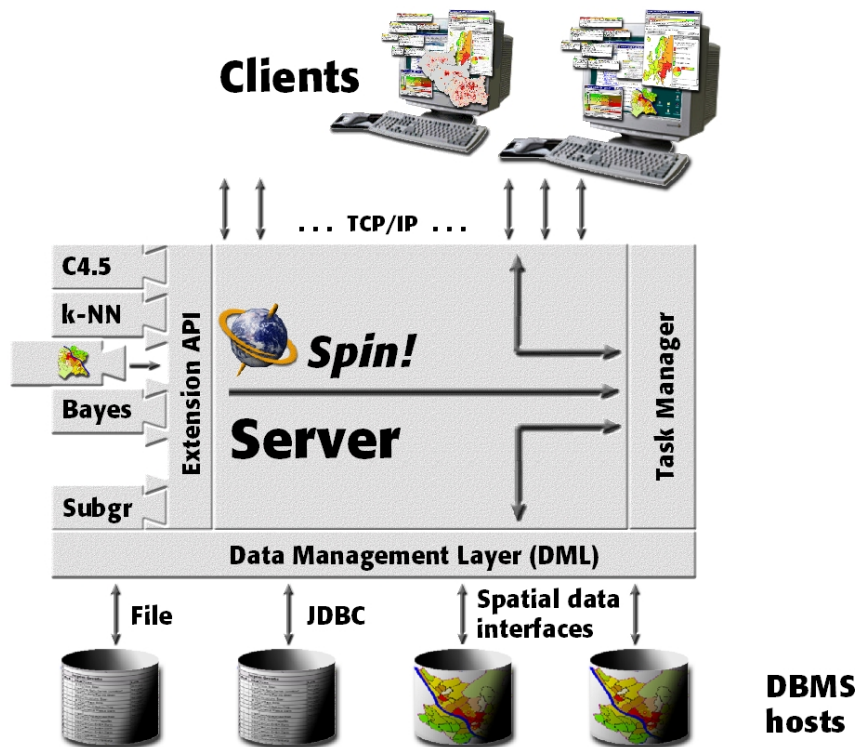 Clients
... TCP/IP ...
C4.5
k-NN
Bayes
Subgr
Extension API
Spin!
Server
Task Manager
Data Management Layer (DML)
File
JDBC
Spatial data
interfaces
DBMS
hosts